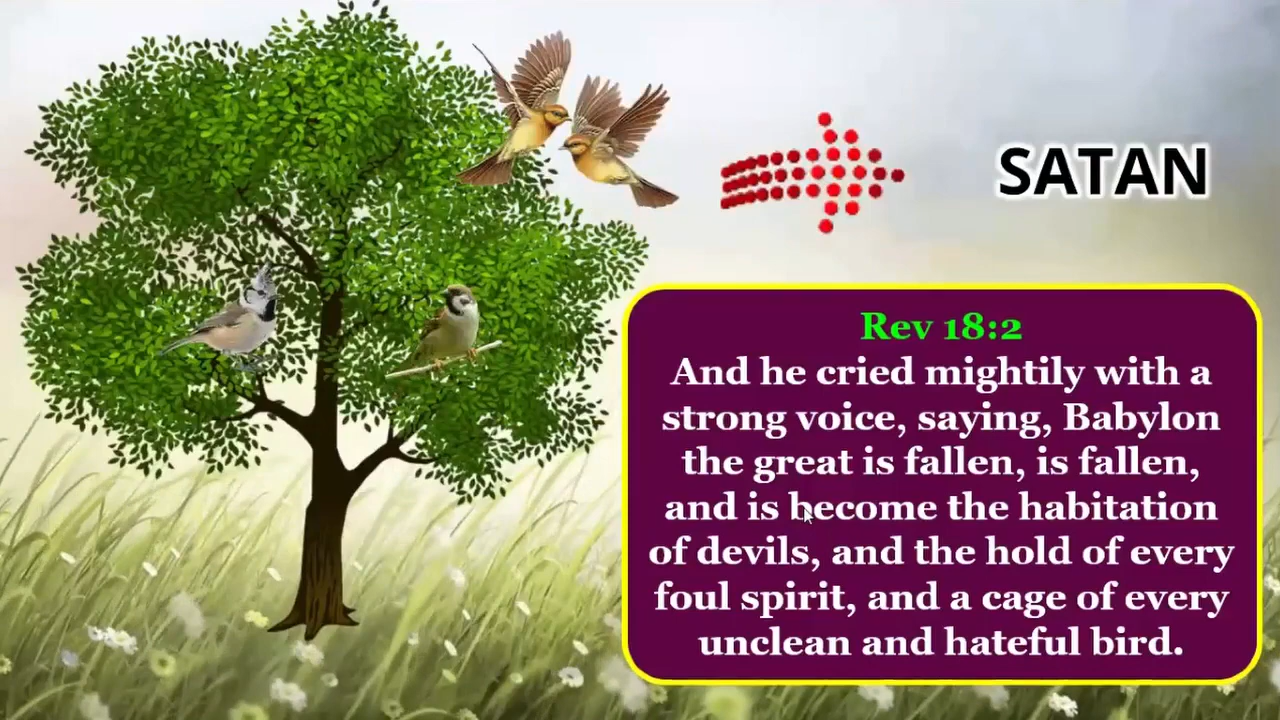 SATAN
Rev 18:2
And he cried mightily with a
strong voice, saying, Babylon
the great is fallen, is fallen,
and is become the habitation
of devils, and the hold of every
foul spirit, and a cage of every
unclean and hateful bird.